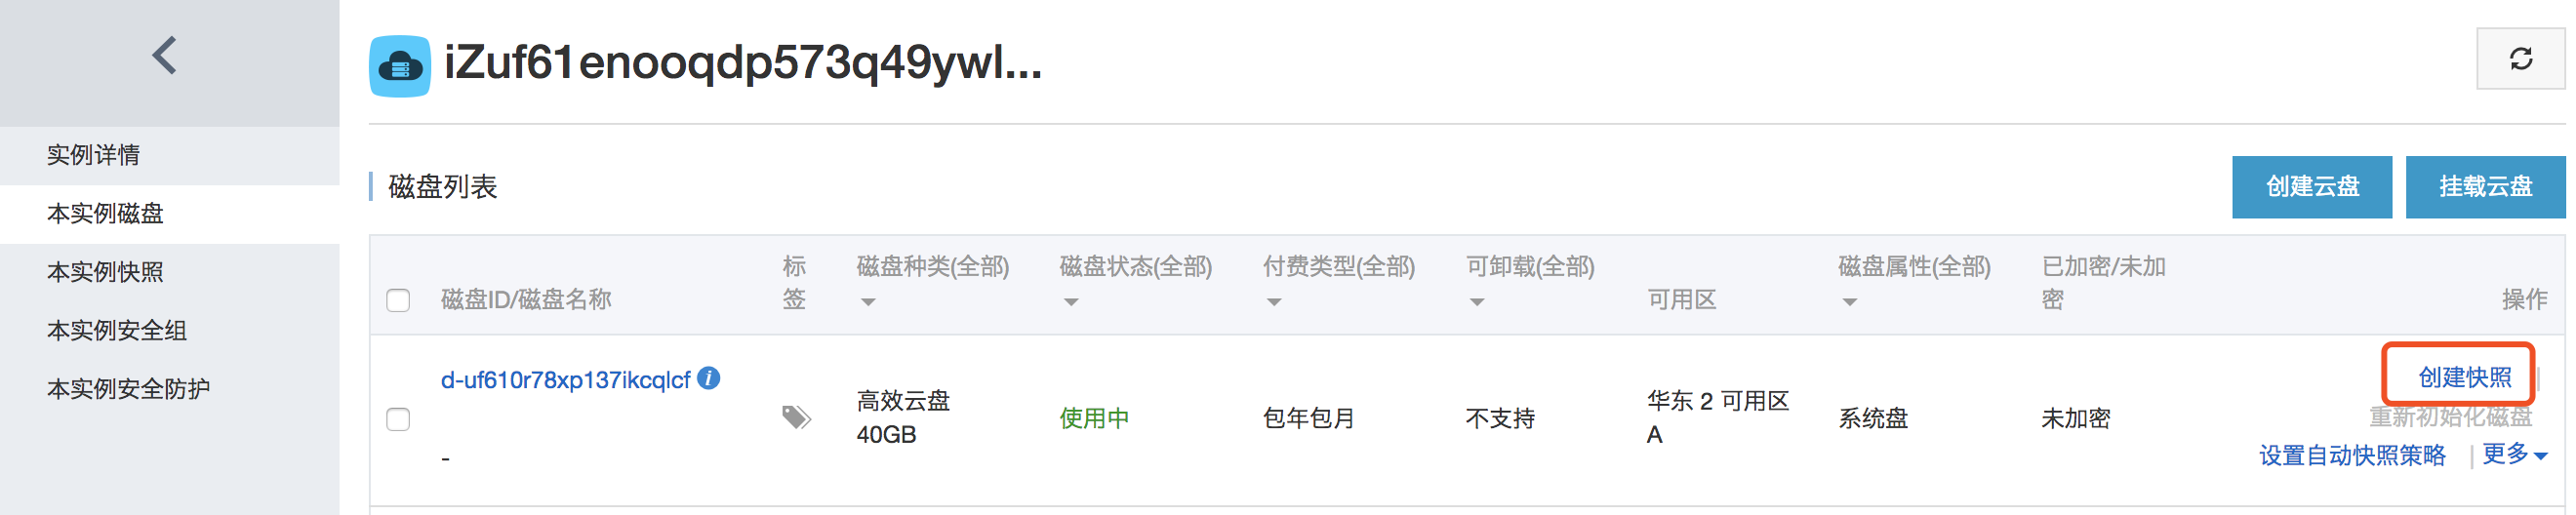 iZuf61enooqdp573q49ywl...
实例详情
本实例磁盘
本实例快照
本实例安全组
本实例安全防护
磁盘列表
创建云盘
挂载云盘
磁盘ID/磁盘名称
标
签
磁盘种类(全部)
磁盘状态(全部)
付费类型(全部)
可卸载(全部)
可用区
磁盘属性(全部)
已加密/未加
密
操作
d-uf610r78xp137ikcqlcf
-
高效云盘
40GB
使用中
包年包月
不支持
华东 2 可用区
A
系统盘
未加密
创建快照 |
重新初始化磁盘
设置自动快照策略 | 更多